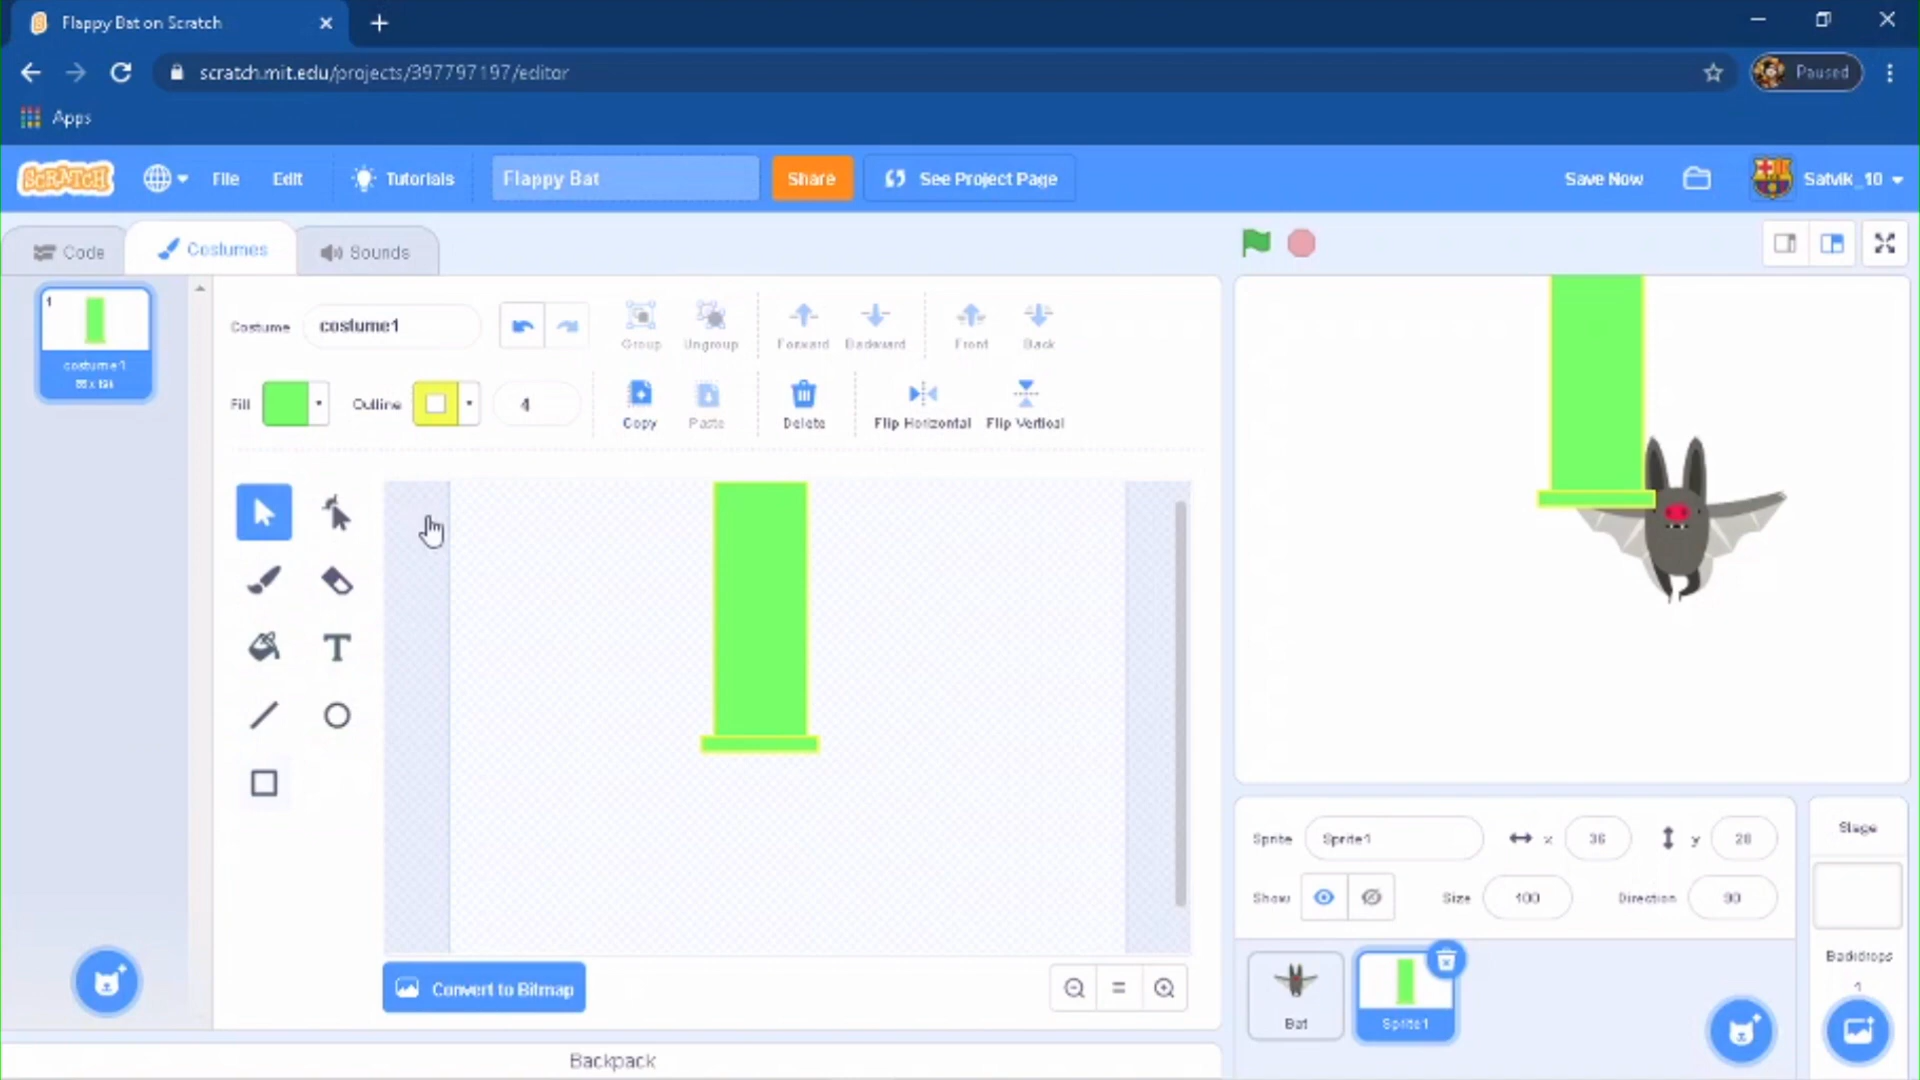 Flappy Bat on Scratch
scratch.mit.edu/projects/397797197/editor
Paused
Apps
SCRATCH
File
Edit
Tutorials
Flappy Bat
Share
See Project Page
Save Now
Satvik_10
Code
Costumes
Sounds
1
costume1
Costume
costume1
Group
Ungroup
Forward
Backward
Front
Back
Fill
Outline
4
Copy
Paste
Delete
Flip Horizontal
Flip Vertical
T
Convert to Bitmap
Backpack
Sprite
Sprite1
x
36
y
28
Show
Size
100
Direction
90
Bat
Sprite1
Stage
Backdrops
1